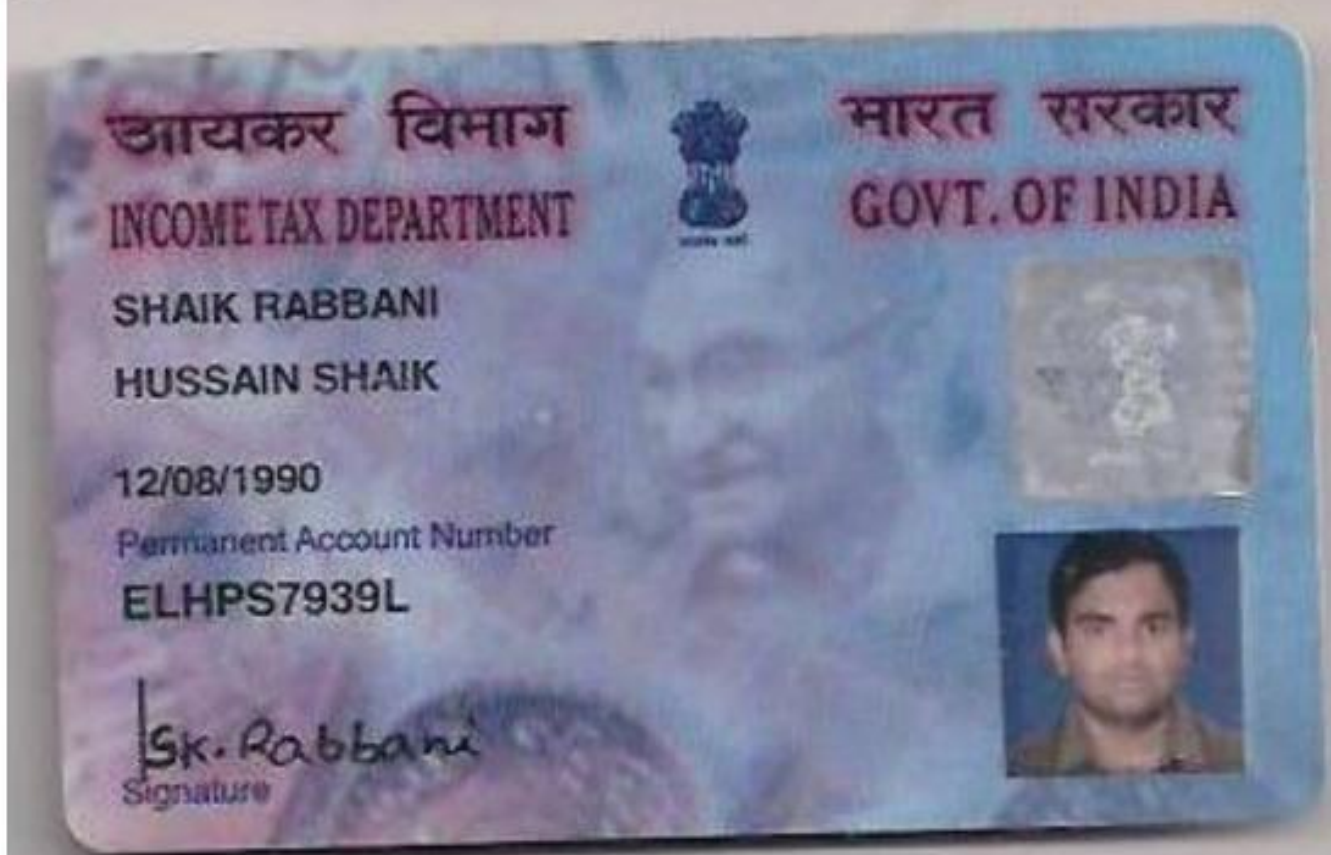 आयकर विभाग
INCOME TAX DEPARTMENT
भारत सरकार
GOVT. OF INDIA
SHAIK RABBANI
HUSSAIN SHAIK
12/08/1990
Permanent Account Number
ELHPS7939L
SK. Rabbani
Signature